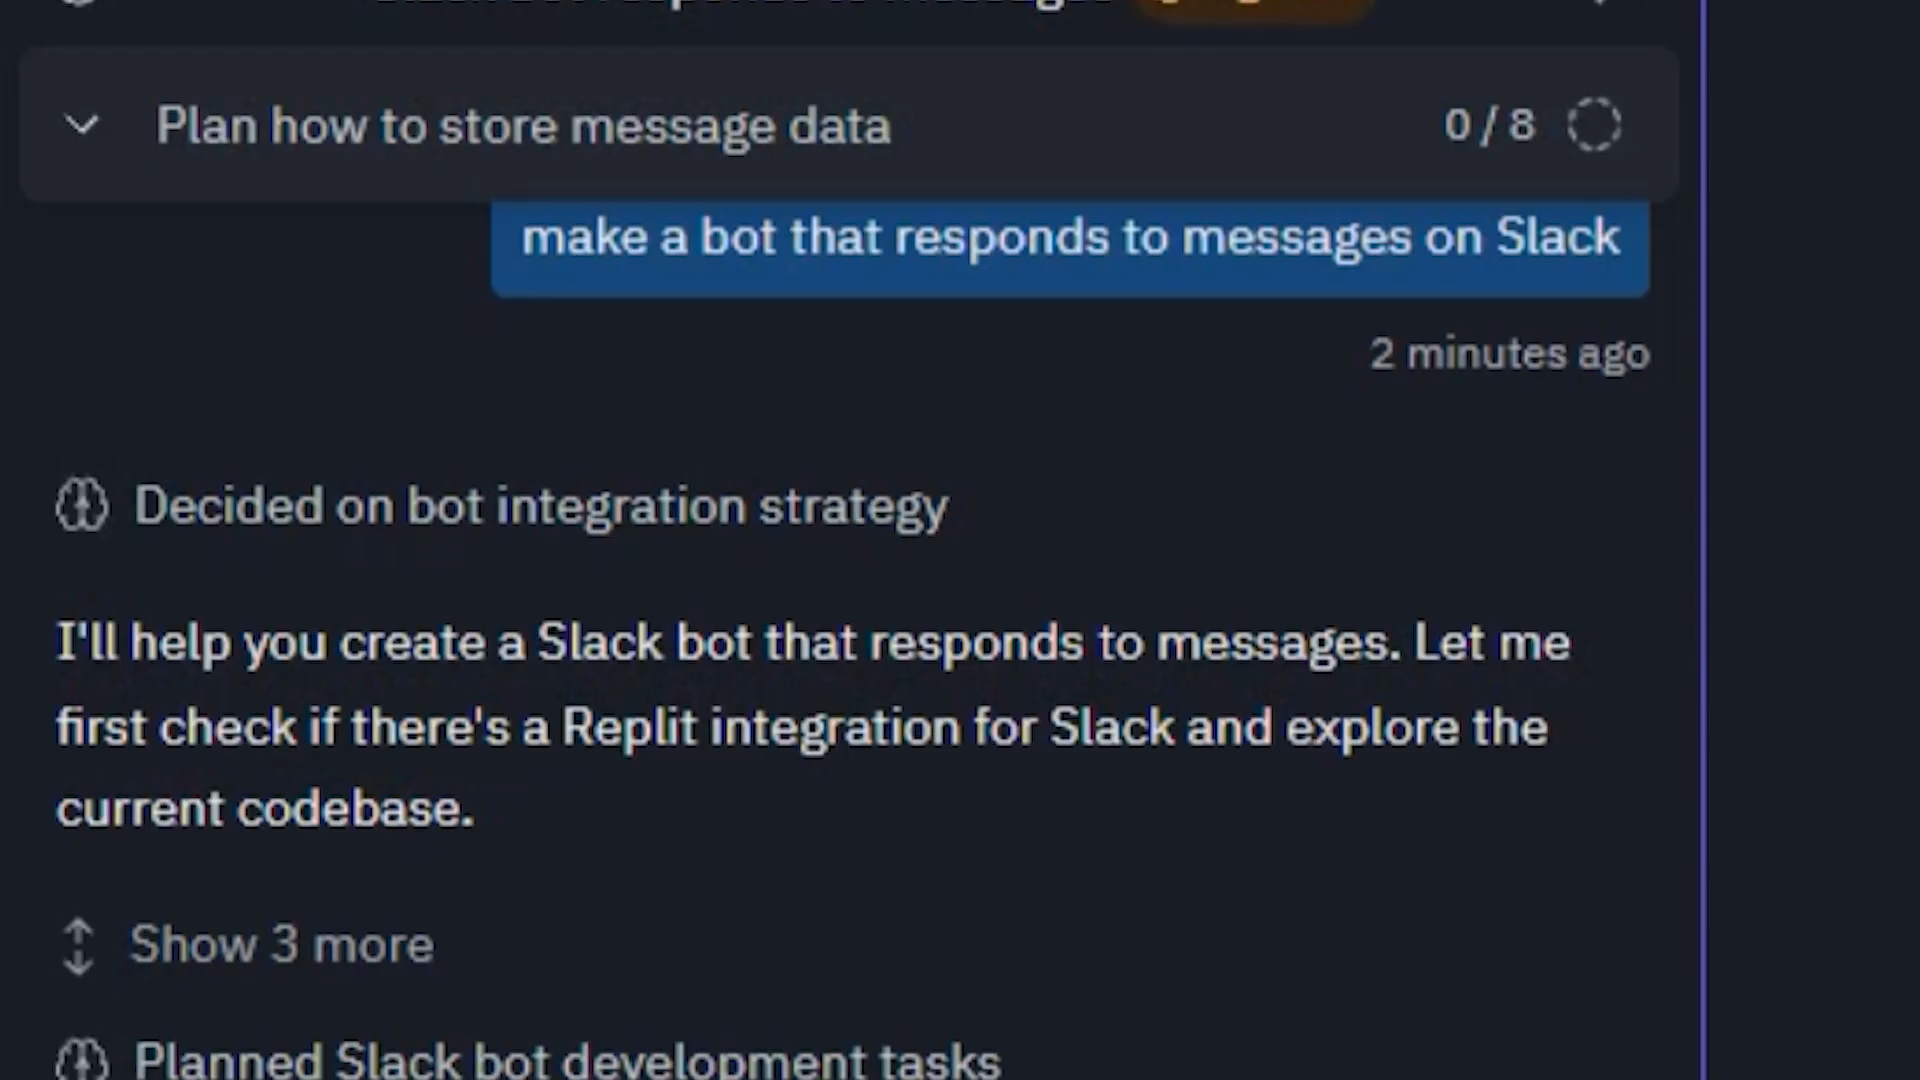 Plan how to store message data
0 / 8
make a bot that responds to messages on Slack
2 minutes ago
Decided on bot integration strategy
I'll help you create a Slack bot that responds to messages. Let me
first check if there's a Replit integration for Slack and explore the
current codebase.
Show 3 more
Planned Slack bot development tasks